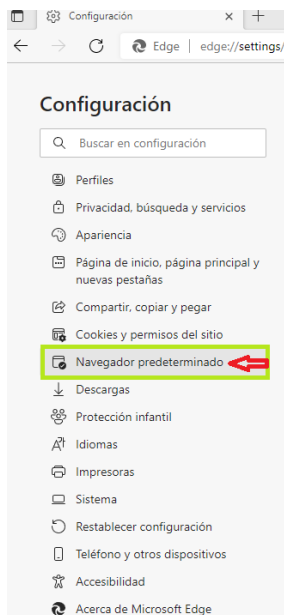 Configuración
Edge | edge://settings/
Configuración
Buscar en configuración
Perfiles
Privacidad, búsqueda y servicios
Apariencia
Página de inicio, página principal y
nuevas pestañas
Compartir, copiar y pegar
Cookies y permisos del sitio
Navegador predeterminado
Descargas
Protección infantil
Idiomas
Impresoras
Sistema
Restablecer configuración
Teléfono y otros dispositivos
Accesibilidad
Acerca de Microsoft Edge